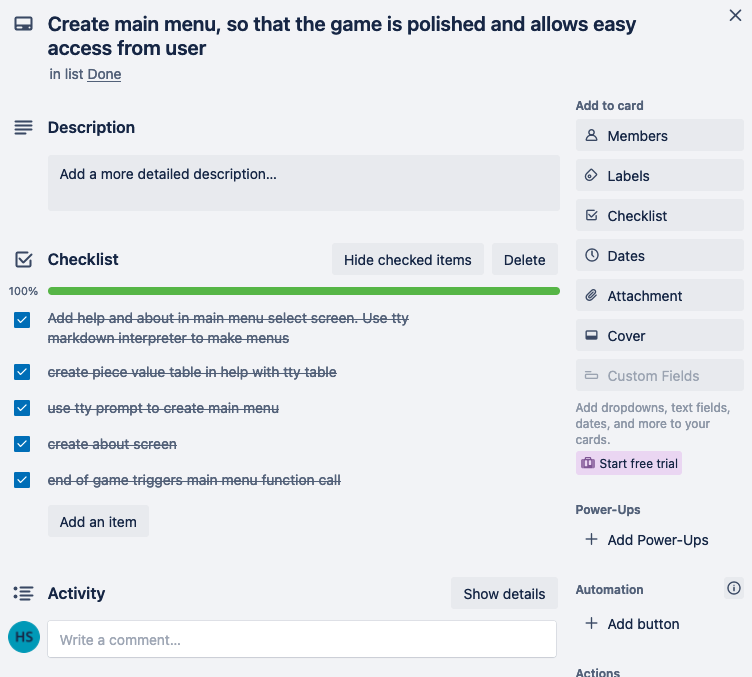 Create main menu, so that the game is polished and allows easy
access from user
in list Done
Description
Add a more detailed description...
Checklist
Hide checked items
Delete
100%
Add help and about in main menu select screen. Use tty
markdown interpreter to make menus
create piece value table in help with tty table
use tty prompt to create main menu
create about screen
end of game triggers main menu function call
Add an item
Activity
Show details
HS
Write a comment...
Add to card
Members
Labels
Checklist
Dates
Attachment
Cover
Custom Fields
Add dropdowns, text fields,
dates, and more to your
cards.
Start free trial
Power-Ups
Add Power-Ups
Automation
Add button
Actions